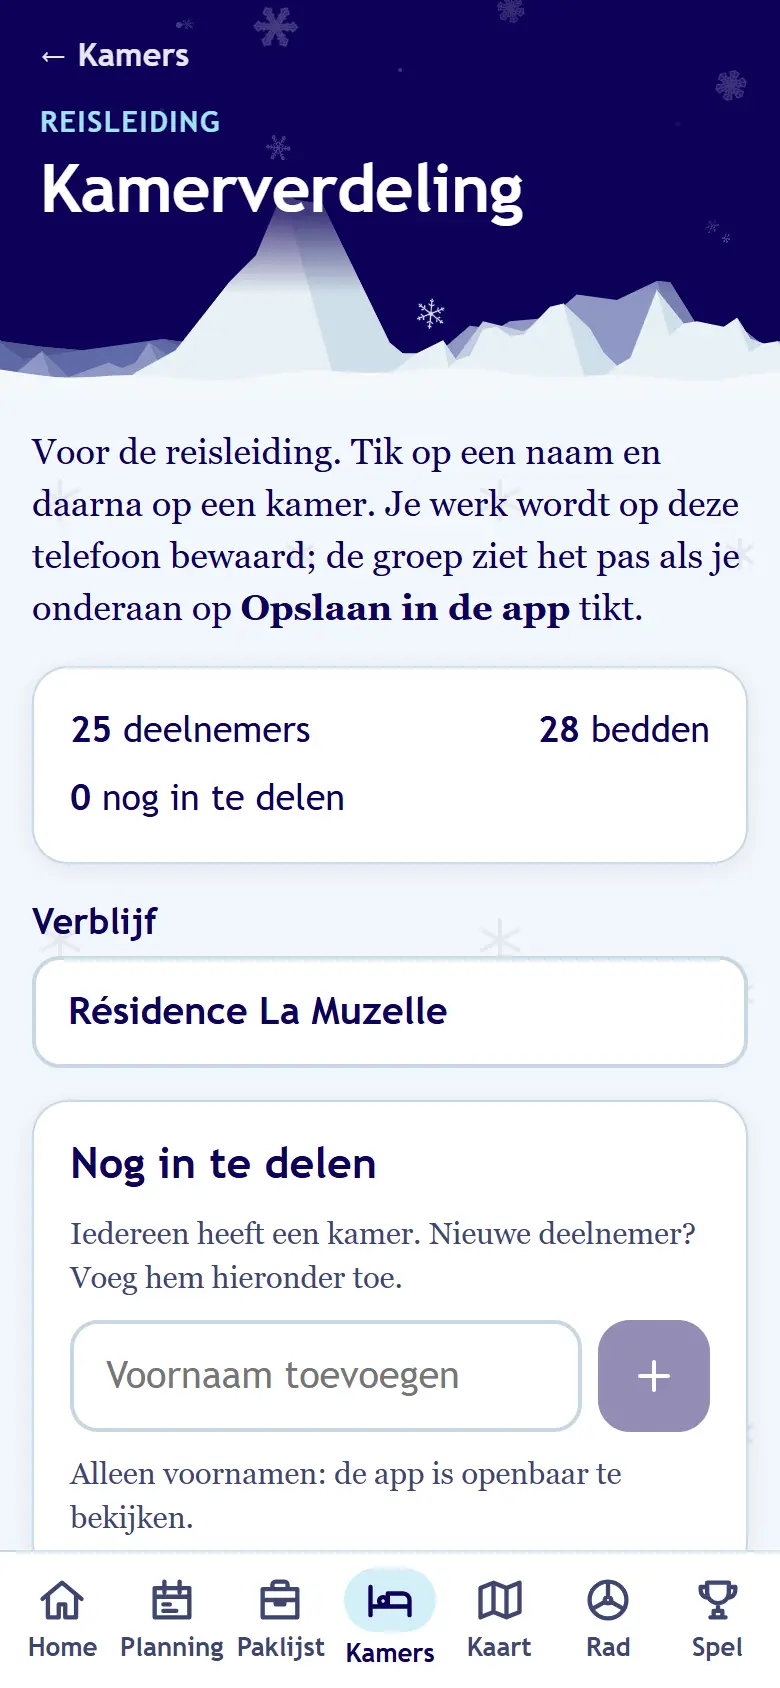 ← Kamers
REISLEIDING
Kamerverdeling
Voor de reisleiding. Tik op een naam en
daarna op een kamer. Je werk wordt op deze
telefoon bewaard; de groep ziet het pas als je
onderaan op Opslaan in de app tikt.
25 deelnemers
28 bedden
0 nog in te delen
Verblijf
Résidence La Muzelle
Nog in te delen
Iedereen heeft een kamer. Nieuwe deelnemer?
Voeg hem hieronder toe.
Voornaam toevoegen
+
Alleen voornamen: de app is openbaar te
bekijken.
Home Planning Paklijst Kamers Kaart Rad Spel